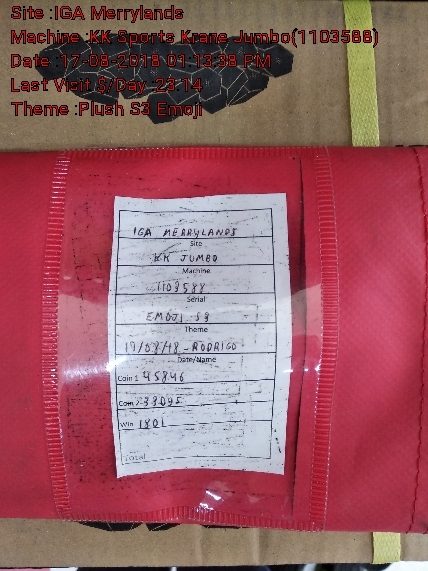 Site :IGA Merrylands
Machine :KK Sports Krane Jumbo(1103588)
Date :17-08-2018 01:13:38 PM
Last Visit $/Day :23.14
Theme :Plush S3 Emoji
IGA MERRYLANDS
Site
KK JUMBO
Machine
1103588
Serial
EMOJI S3
Theme
17/08/18 - RODRIGO
Date/Name
Coin 1 45846
Coin 2 33095
Win 1801
Total